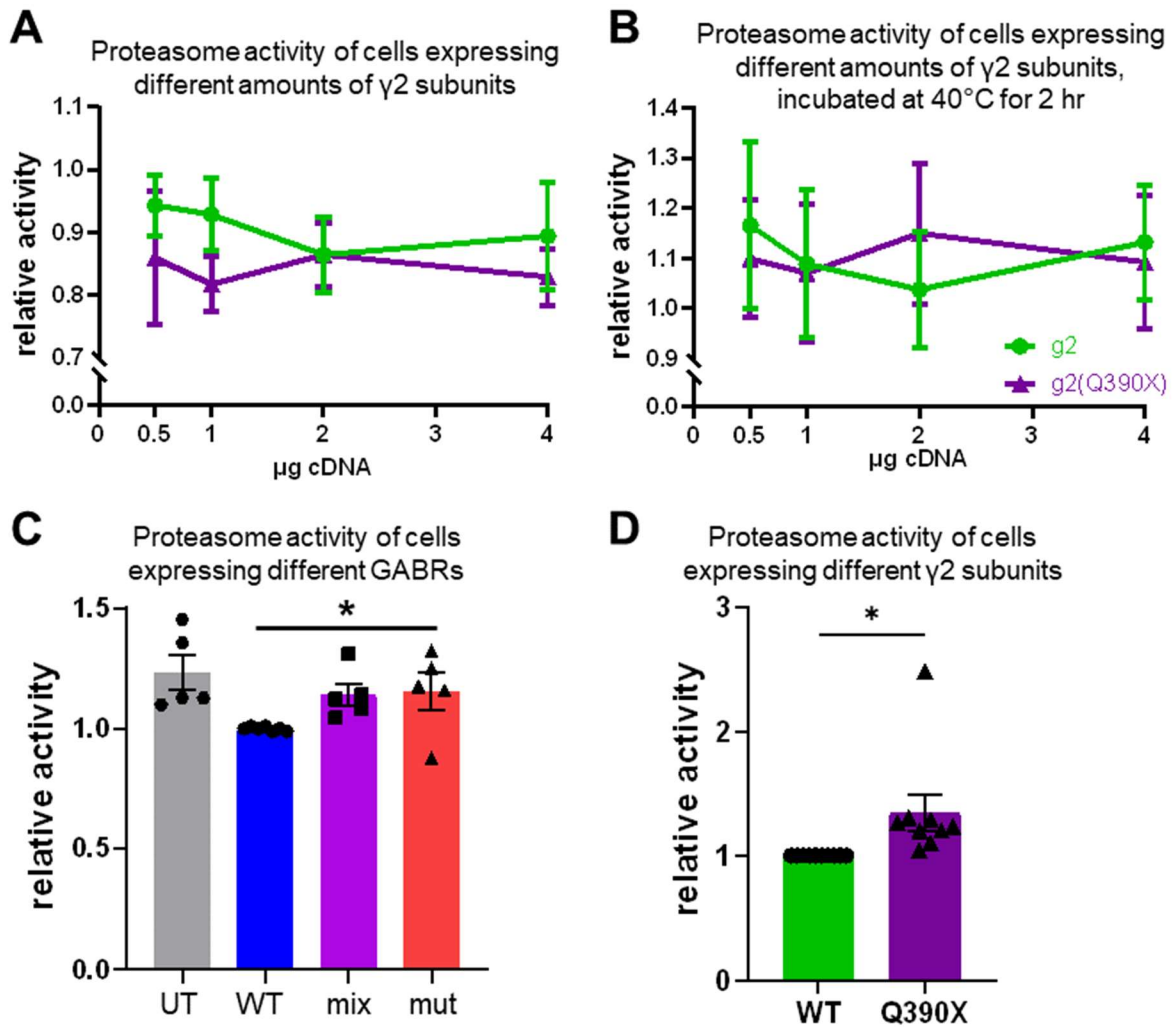 A
Proteasome activity of cells expressing
different amounts of γ2 subunits
relative activity
1.1
1.0
0.9
0.8
0.7
0.0
0 0.5 1 2 3 4
µg cDNA
B
Proteasome activity of cells expressing
different amounts of γ2 subunits,
incubated at 40°C for 2 hr
relative activity
1.4
1.3
1.2
1.1
1.0
0.9
0.0
0 0.5 1 2 3 4
µg cDNA
g2
g2(Q390X)
C
Proteasome activity of cells
expressing different GABRs
relative activity
1.5
1.0
0.5
0.0
*
UT WT mix mut
D
Proteasome activity of cells
expressing different γ2 subunits
relative activity
3
2
1
0
*
WT Q390X